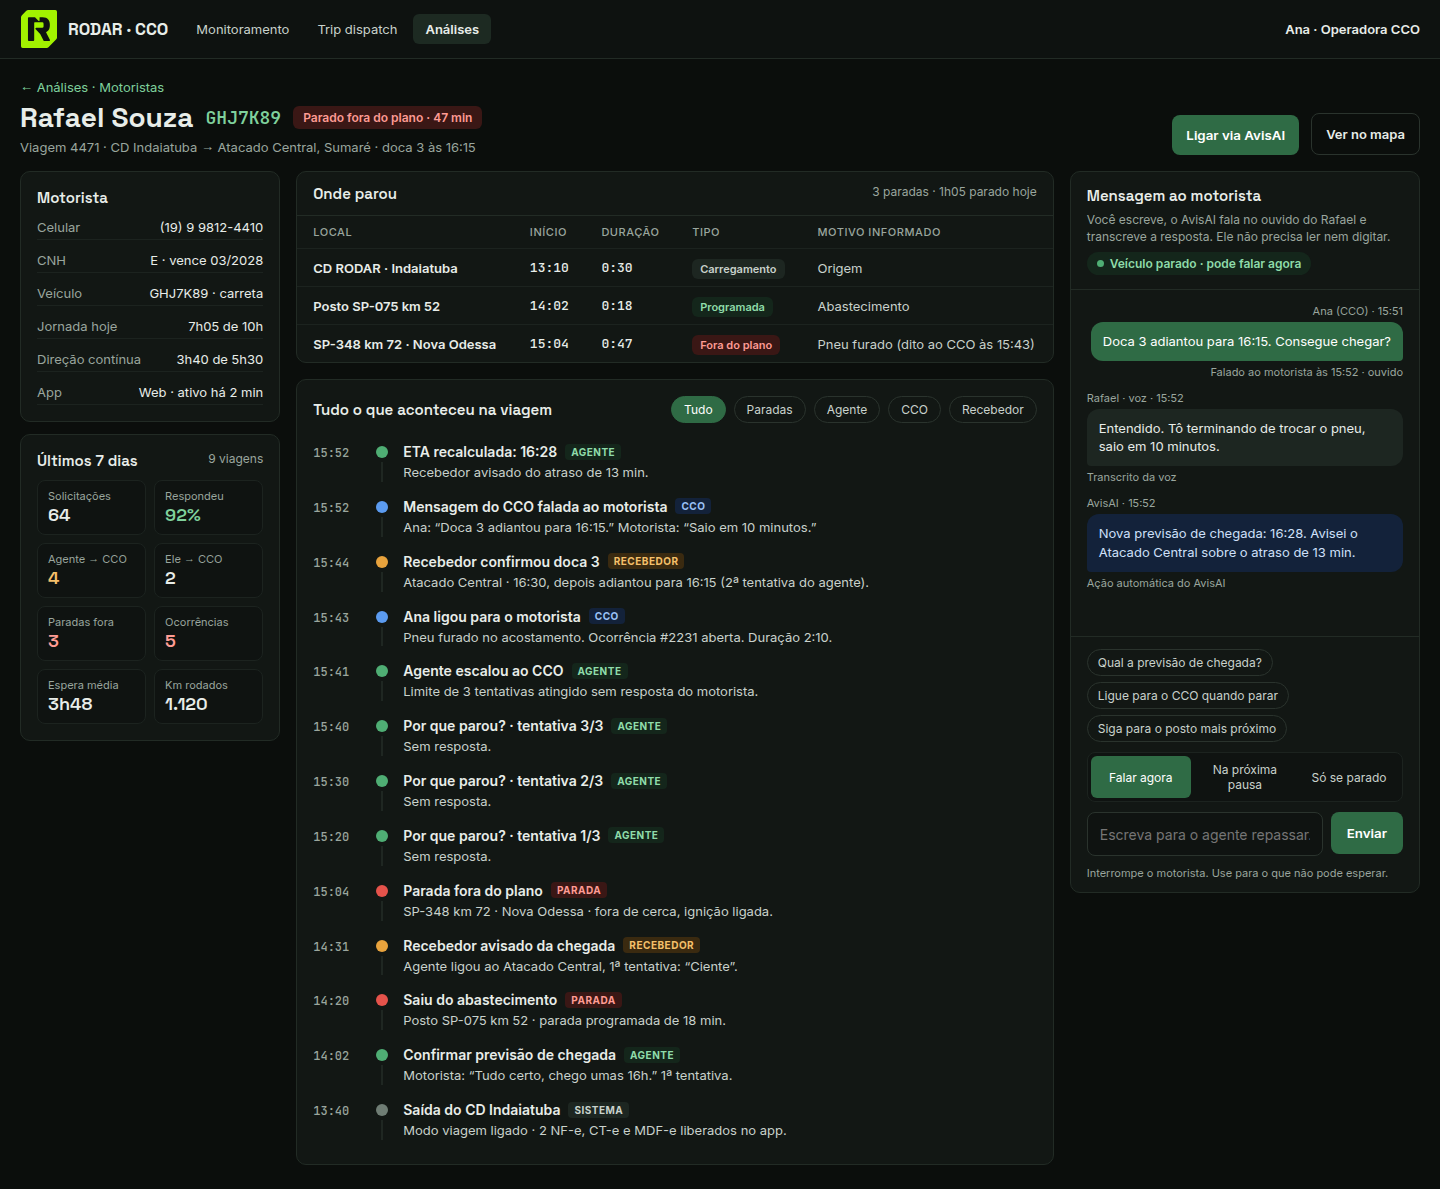 RODAR · CCO
Monitoramento
Trip dispatch
Análises
Ana · Operadora CCO
← Análises · Motoristas
Rafael Souza GHJ7K89 Parado fora do plano · 47 min
Viagem 4471 · CD Indaiatuba → Atacado Central, Sumaré · doca 3 às 16:15
Ligar via AvisAI
Ver no mapa
Motorista
Celular (19) 9 9812-4410
CNH E · vence 03/2028
Veículo GHJ7K89 · carreta
Jornada hoje 7h05 de 10h
Direção contínua 3h40 de 5h30
App Web · ativo há 2 min
Últimos 7 dias 9 viagens
Solicitações
64
Respondeu
92%
Agente → CCO
4
Ele → CCO
2
Paradas fora
3
Ocorrências
5
Espera média
3h48
Km rodados
1.120
Onde parou 3 paradas · 1h05 parado hoje
LOCAL INÍCIO DURAÇÃO TIPO MOTIVO INFORMADO
CD RODAR · Indaiatuba 13:10 0:30 Carregamento Origem
Posto SP-075 km 52 14:02 0:18 Programada Abastecimento
SP-348 km 72 · Nova Odessa 15:04 0:47 Fora do plano Pneu furado (dito ao CCO às 15:43)
Tudo o que aconteceu na viagem
Tudo
Paradas
Agente
CCO
Recebedor
15:52 ETA recalculada: 16:28 AGENTE
Recebedor avisado do atraso de 13 min.
15:52 Mensagem do CCO falada ao motorista CCO
Ana: “Doca 3 adiantou para 16:15.” Motorista: “Saio em 10 minutos.”
15:44 Recebedor confirmou doca 3 RECEBEDOR
Atacado Central · 16:30, depois adiantou para 16:15 (2ª tentativa do agente).
15:43 Ana ligou para o motorista CCO
Pneu furado no acostamento. Ocorrência #2231 aberta. Duração 2:10.
15:41 Agente escalou ao CCO AGENTE
Limite de 3 tentativas atingido sem resposta do motorista.
15:40 Por que parou? · tentativa 3/3 AGENTE
Sem resposta.
15:30 Por que parou? · tentativa 2/3 AGENTE
Sem resposta.
15:20 Por que parou? · tentativa 1/3 AGENTE
Sem resposta.
15:04 Parada fora do plano PARADA
SP-348 km 72 · Nova Odessa · fora de cerca, ignição ligada.
14:31 Recebedor avisado da chegada RECEBEDOR
Agente ligou ao Atacado Central, 1ª tentativa: “Ciente”.
14:20 Saiu do abastecimento PARADA
Posto SP-075 km 52 · parada programada de 18 min.
14:02 Confirmar previsão de chegada AGENTE
Motorista: “Tudo certo, chego umas 16h.” 1ª tentativa.
13:40 Saída do CD Indaiatuba SISTEMA
Modo viagem ligado · 2 NF-e, CT-e e MDF-e liberados no app.
Mensagem ao motorista
Você escreve, o AvisAI fala no ouvido do Rafael e
transcreve a resposta. Ele não precisa ler nem digitar.
Veículo parado · pode falar agora
Ana (CCO) · 15:51
Doca 3 adiantou para 16:15. Consegue chegar?
Falado ao motorista às 15:52 · ouvido
Rafael · voz · 15:52
Entendido. Tô terminando de trocar o pneu,
saio em 10 minutos.
Transcrito da voz
AvisAI · 15:52
Nova previsão de chegada: 16:28. Avisei o
Atacado Central sobre o atraso de 13 min.
Ação automática do AvisAI
Qual a previsão de chegada?
Ligue para o CCO quando parar
Siga para o posto mais próximo
Falar agora
Na próxima
pausa
Só se parado
Escreva para o agente repassar.
Enviar
Interrompe o motorista. Use para o que não pode esperar.